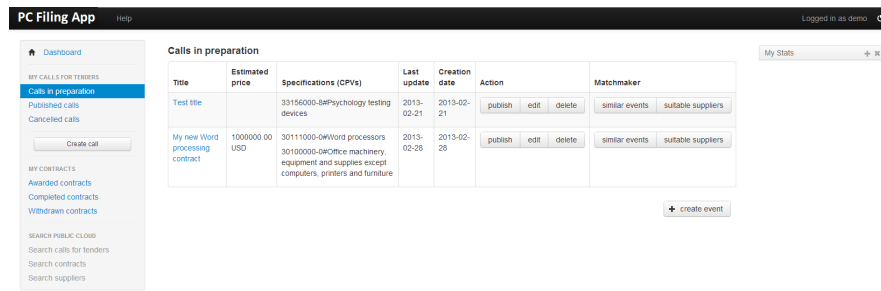 PC Filing App Help Logged in as demo
Dashboard
MY CALLS FOR TENDERS
Calls in preparation
Published calls
Cancelled calls
Create call
MY CONTRACTS
Awarded contracts
Completed contracts
Withdrawn contracts
SEARCH PUBLIC CLOUD
Search calls for tenders
Search contracts
Search suppliers
Calls in preparation
Title Estimated price Specifications (CPVs) Last update Creation date Action Matchmaker
Test title 33156000-8#Psychology testing 2013- 2013-02- publish edit delete similar events suitable suppliers
devices 02-21 21
My new Word 1000000.00 30111000-0#Word processors 2013- 2013-02- publish edit delete similar events suitable suppliers
processing USD 02-28 28
contract 30100000-0#Office machinery,
equipment and supplies except
computers, printers and furniture
+ create event
My Stats